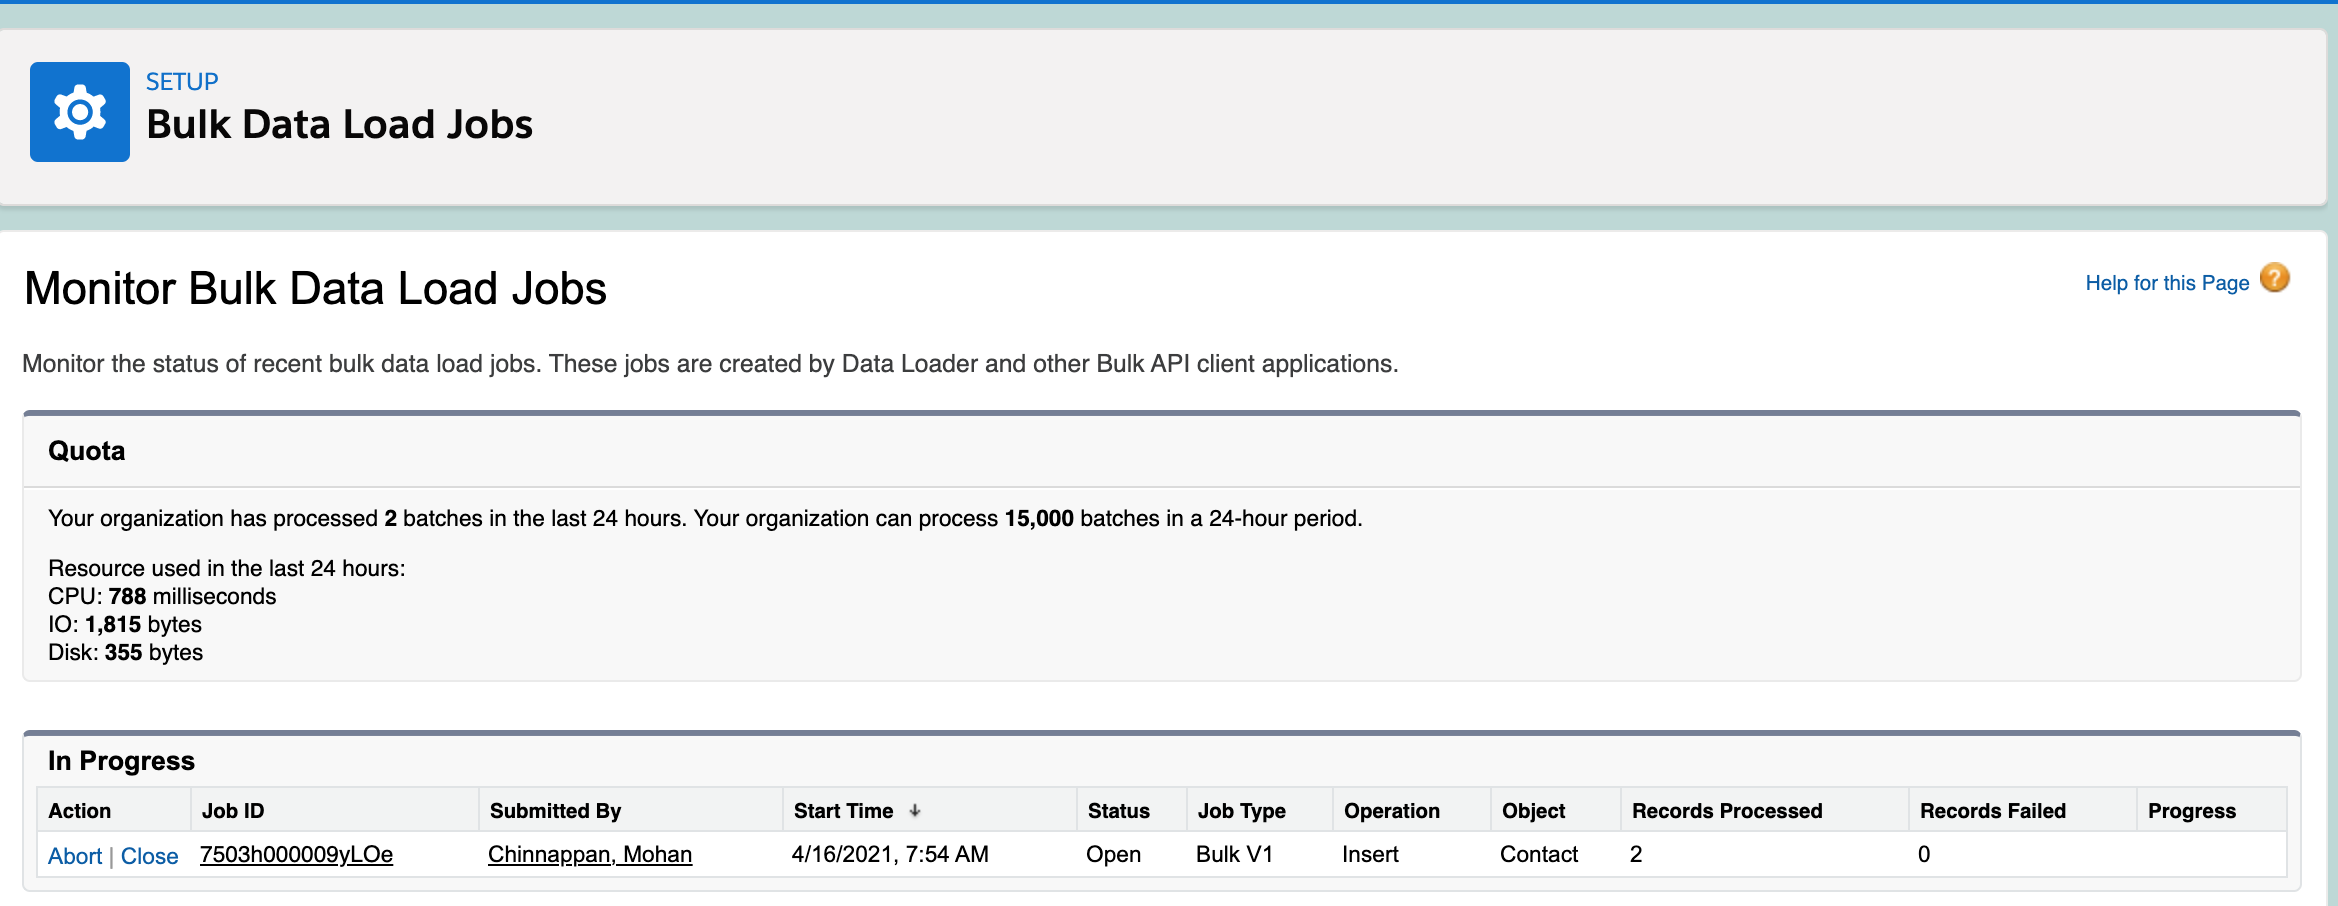 SETUP
Bulk Data Load Jobs
Monitor Bulk Data Load Jobs
Help for this Page ?
Monitor the status of recent bulk data load jobs. These jobs are created by Data Loader and other Bulk API client applications.
Quota
Your organization has processed 2 batches in the last 24 hours. Your organization can process 15,000 batches in a 24-hour period.
Resource used in the last 24 hours:
CPU: 788 milliseconds
IO: 1,815 bytes
Disk: 355 bytes
In Progress
Action Job ID Submitted By Start Time ↓ Status Job Type Operation Object Records Processed Records Failed Progress
Abort | Close 7503h000009yLOe Chinnappan, Mohan 4/16/2021, 7:54 AM Open Bulk V1 Insert Contact 2 0